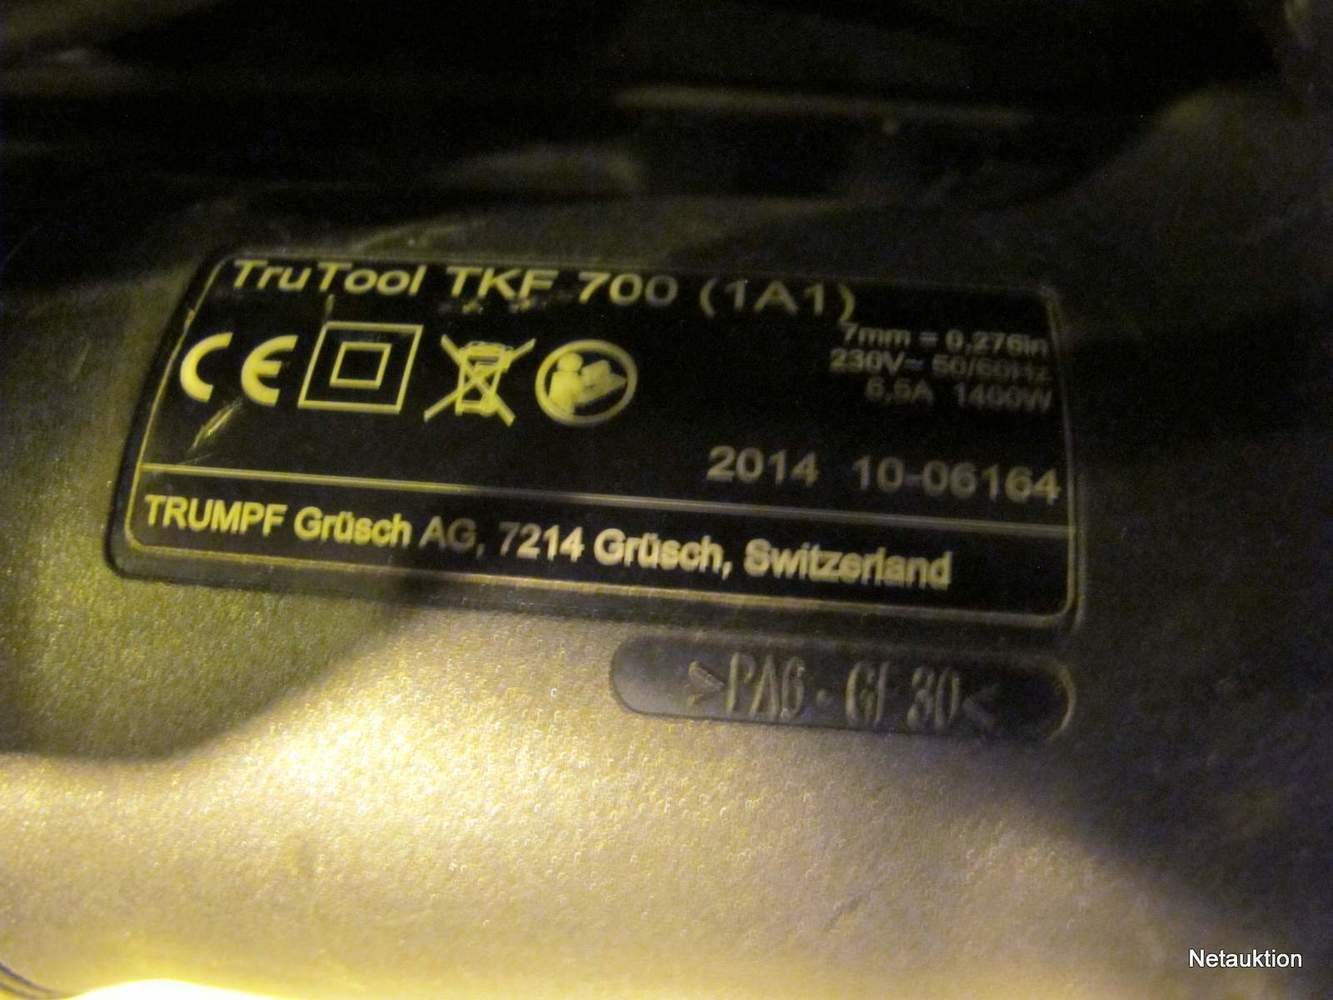 TruTool TKF 700 (1A1)
7mm = 0,276in
230V~ 50/60Hz
6,5A 1400W
CE
2014 10-06164
TRUMPF Grüsch AG, 7214 Grüsch, Switzerland
>PA6 - GF 30<
Netauktion